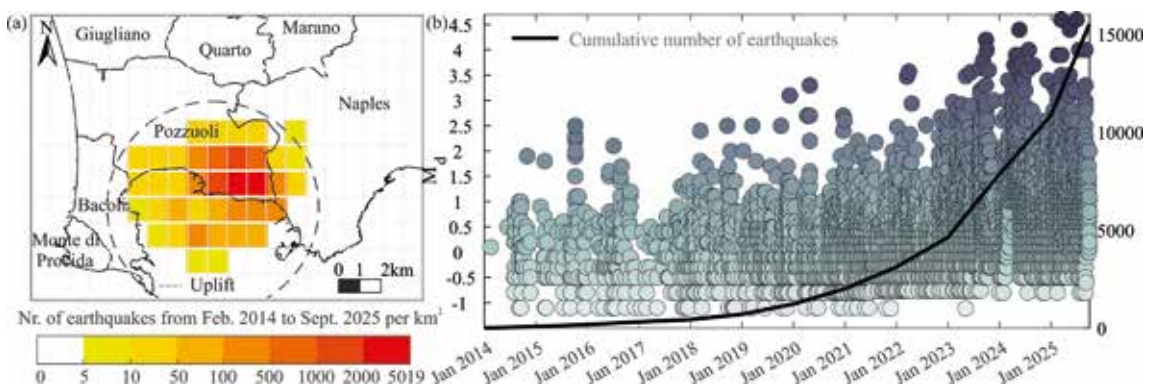 (a)
N
Giugliano
Marano
Quarto
Naples
Pozzuoli
Bacoli
Monte di
Procida
Uplift
0 1 2km
Nr. of earthquakes from Feb. 2014 to Sept. 2025 per km²
0 5 10 50 100 500 1000 2000 5019
(b)
Cumulative number of earthquakes
M_d
4.5
4
3.5
3
2.5
2
1.5
1
0.5
0
-0.5
-1
15000
10000
5000
0
Jan 2014
Jan 2015
Jan 2016
Jan 2017
Jan 2018
Jan 2019
Jan 2020
Jan 2021
Jan 2022
Jan 2023
Jan 2024
Jan 2025